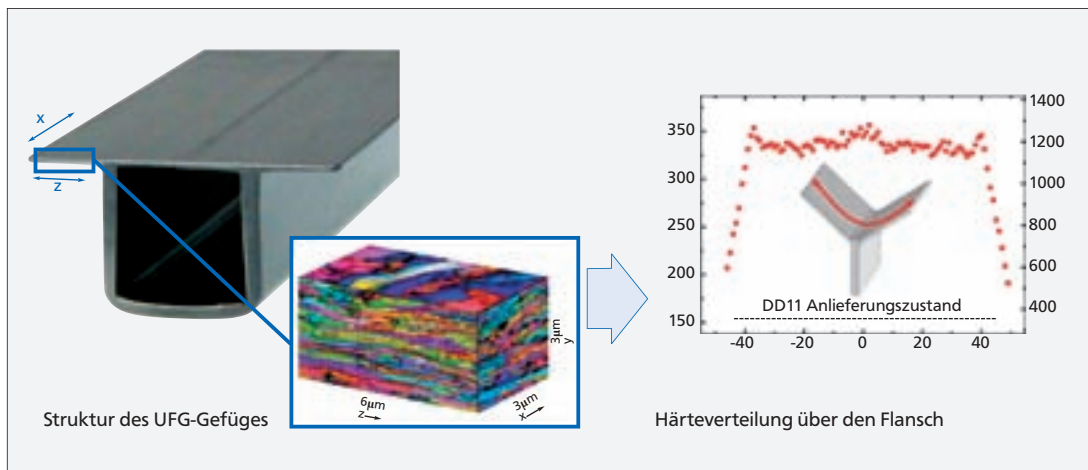 x
z
6µm
z
3µm
x
3µm
y
Struktur des UFG-Gefüges
350
300
250
200
150
1400
1200
1000
800
600
400
DD11 Anlieferungszustand
-40
-20
0
20
40
Härteverteilung über den Flansch